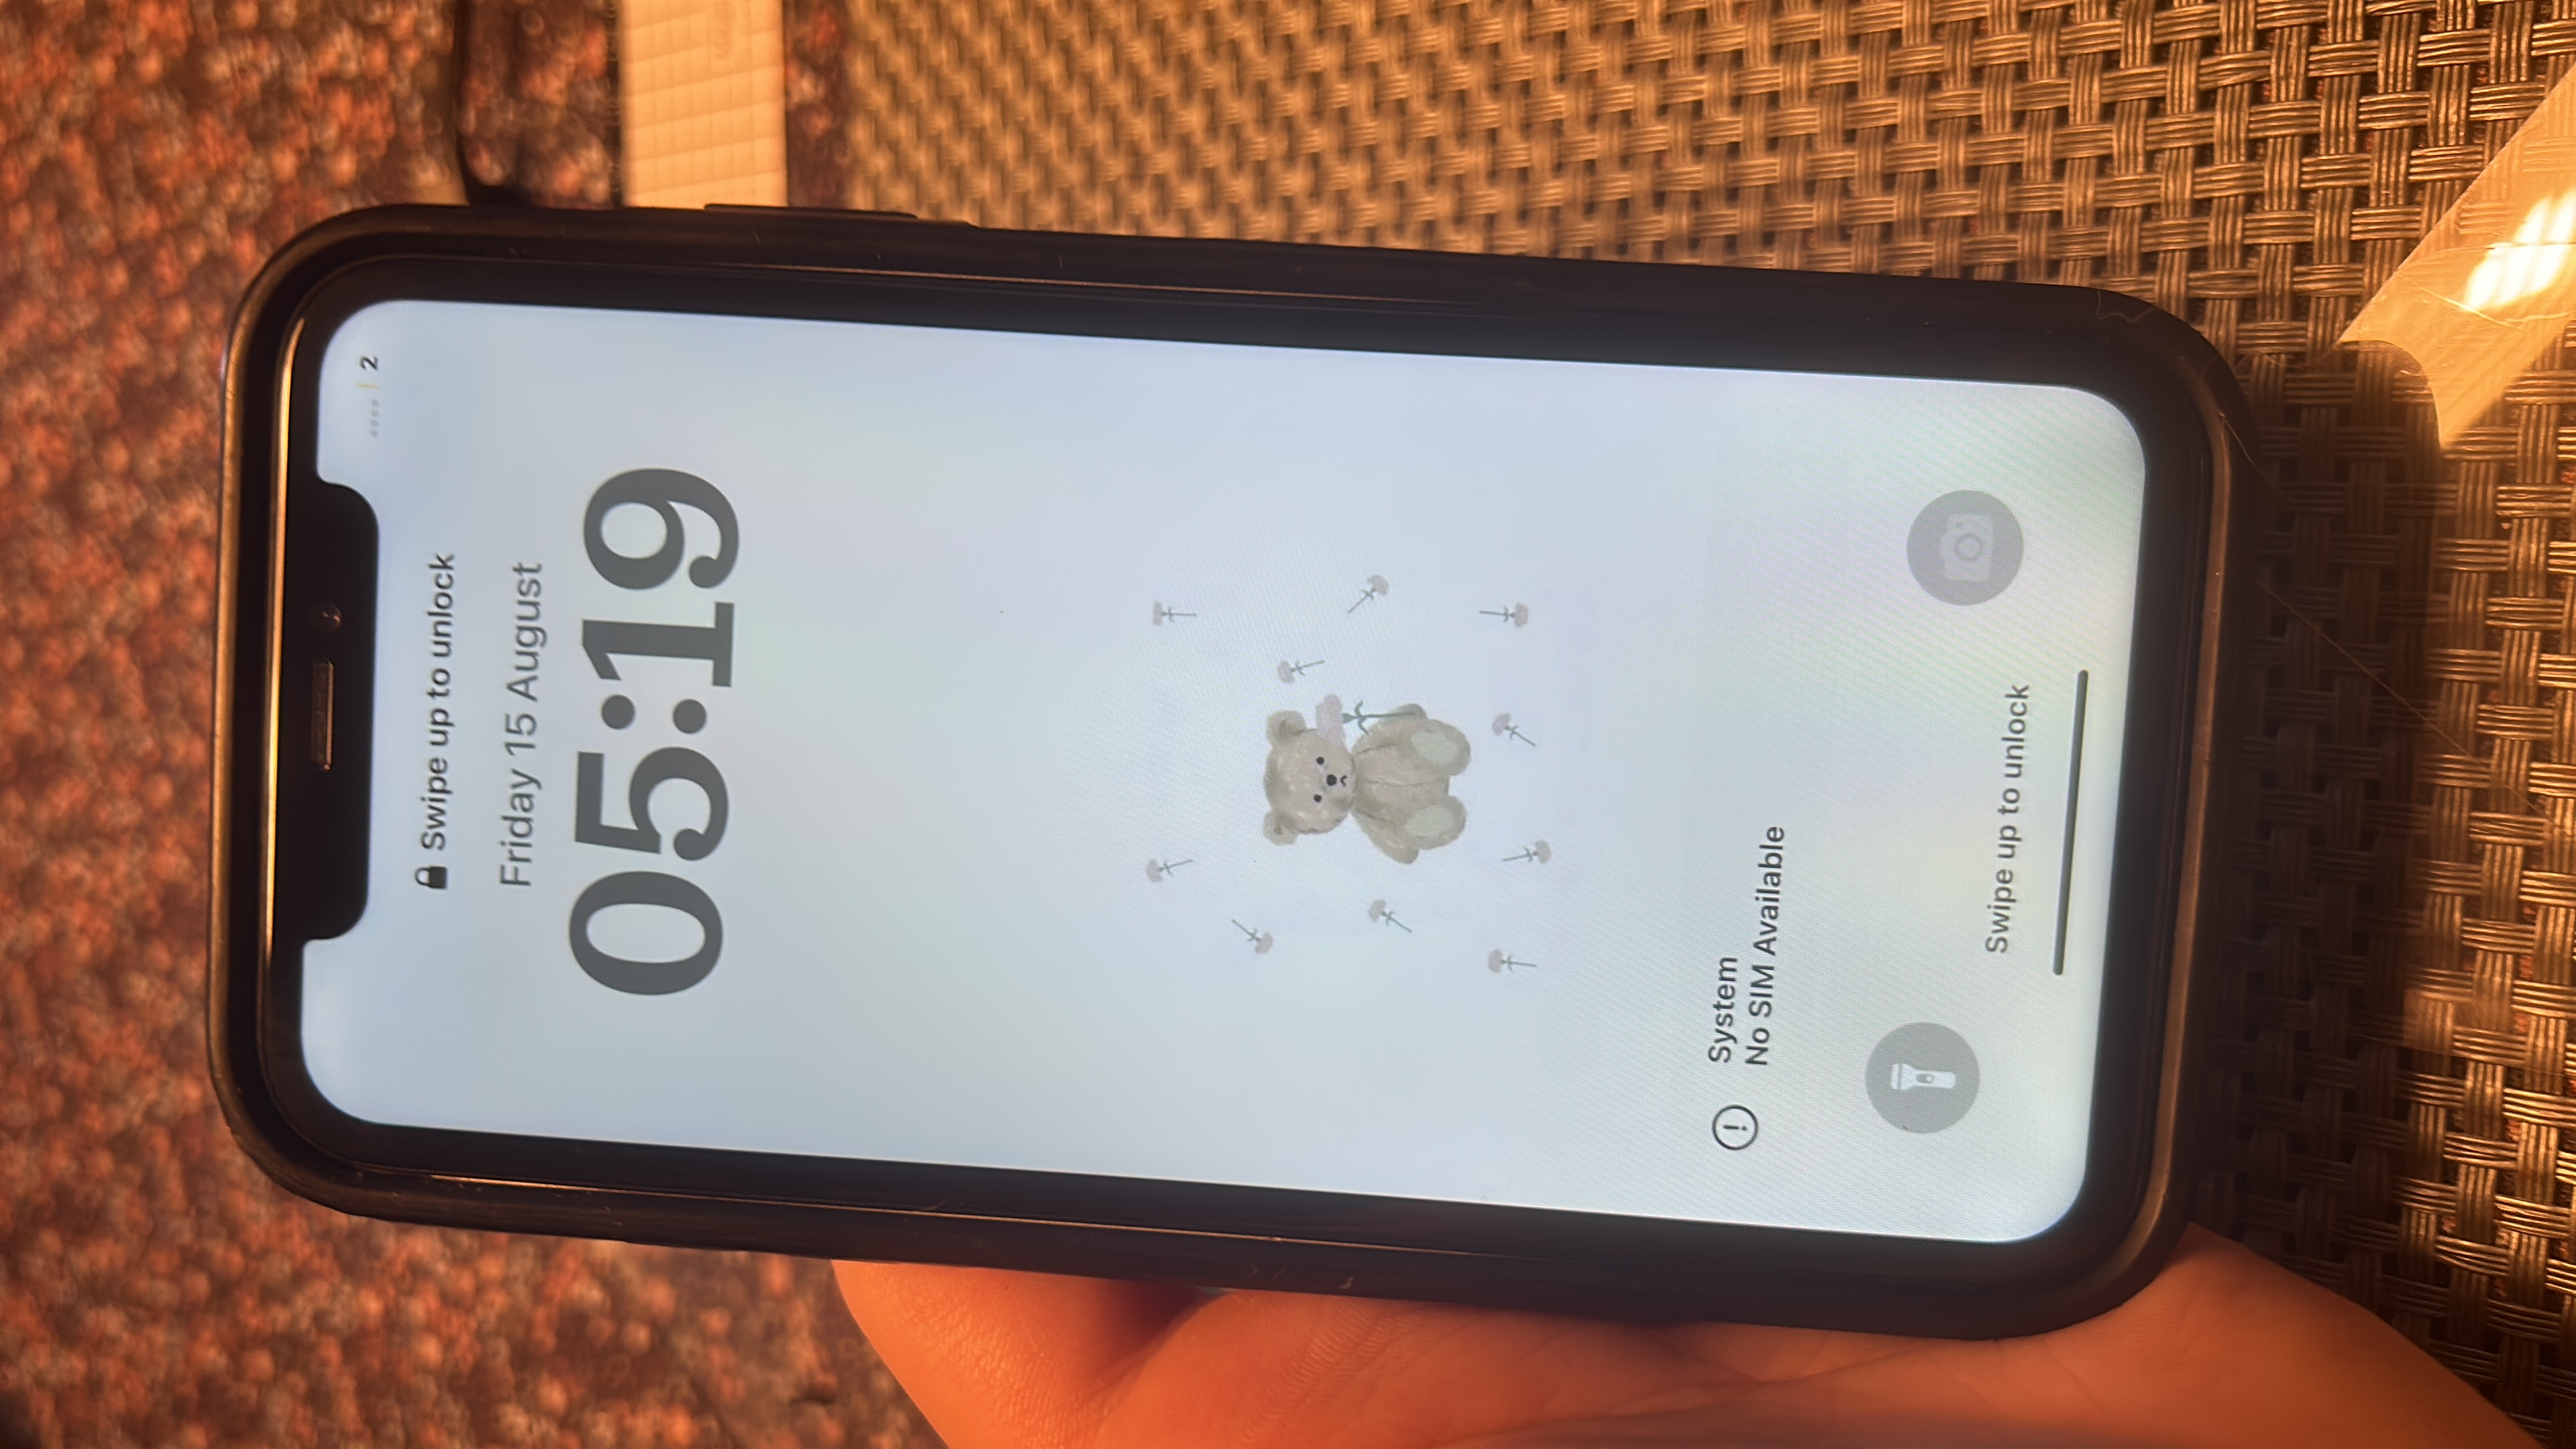 2
Swipe up to unlock
Friday 15 August
05:19
System
No SIM Available
Swipe up to unlock